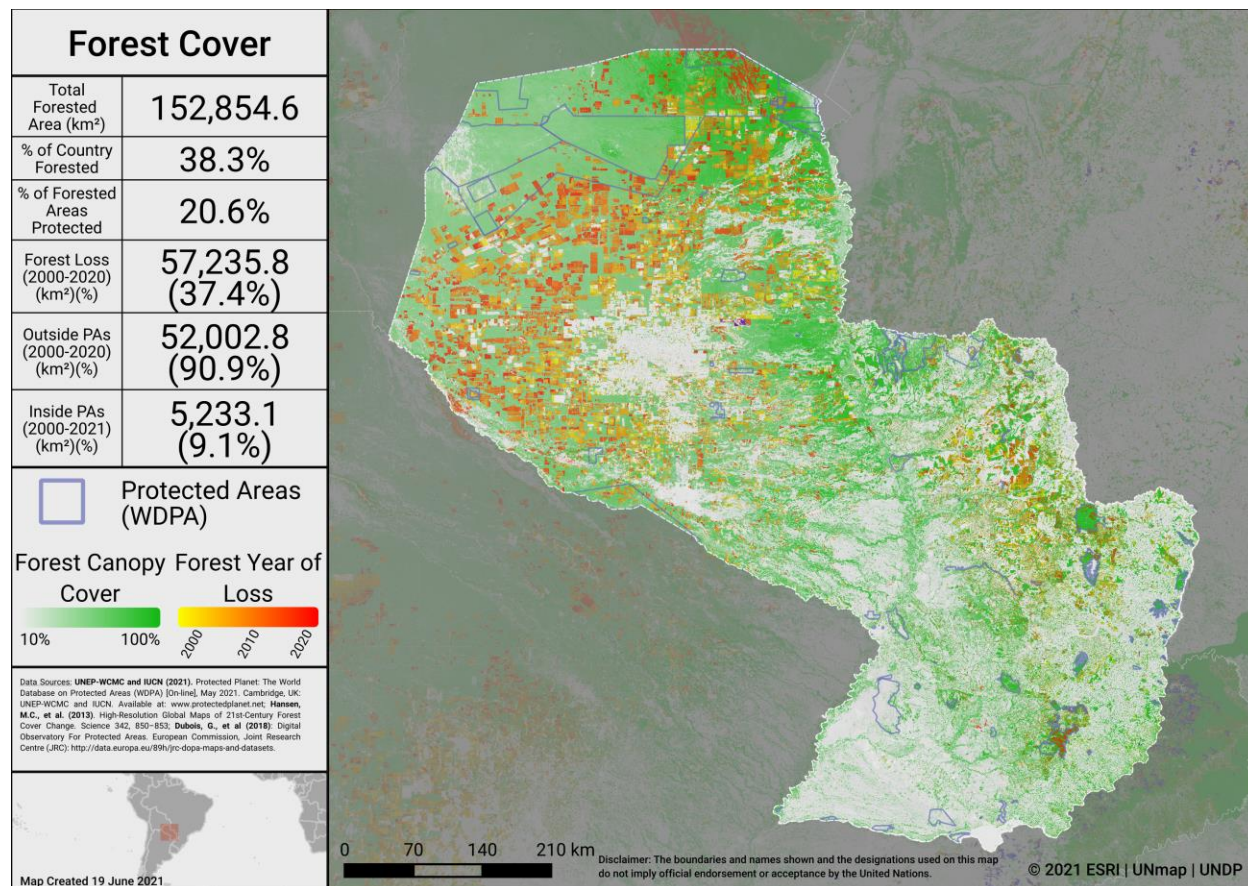 Forest Cover
Total
Forested
Area (km²)
152,854.6
% of Country
Forested
38.3%
% of Forested
Areas
Protected
20.6%
Forest Loss
(2000-2020)
(km²)(%)
57,235.8
(37.4%)
Outside PAs
(2000-2020)
(km²)(%)
52,002.8
(90.9%)
Inside PAs
(2000-2021)
(km²)(%)
5,233.1
(9.1%)
Protected Areas
(WDPA)
Forest Canopy
Cover
10% 100%
Forest Year of
Loss
2000 2010 2020
Data Sources: UNEP-WCMC and IUCN (2021). Protected Planet: The World
Database on Protected Areas (WDPA) [On-line], May 2021. Cambridge, UK:
UNEP-WCMC and IUCN. Available at: www.protectedplanet.net; Hansen,
M.C., et al. (2013). High-Resolution Global Maps of 21st-Century Forest
Cover Change. Science 342, 850–853; Dubois, G., et al (2018): Digital
Observatory For Protected Areas. European Commission, Joint Research
Centre (JRC): http://data.europa.eu/89h/jrc-dopa-maps-and-datasets.
Map Created 19 June 2021
0 70 140 210 km
Disclaimer: The boundaries and names shown and the designations used on this map
do not imply official endorsement or acceptance by the United Nations.
© 2021 ESRI | UNmap | UNDP